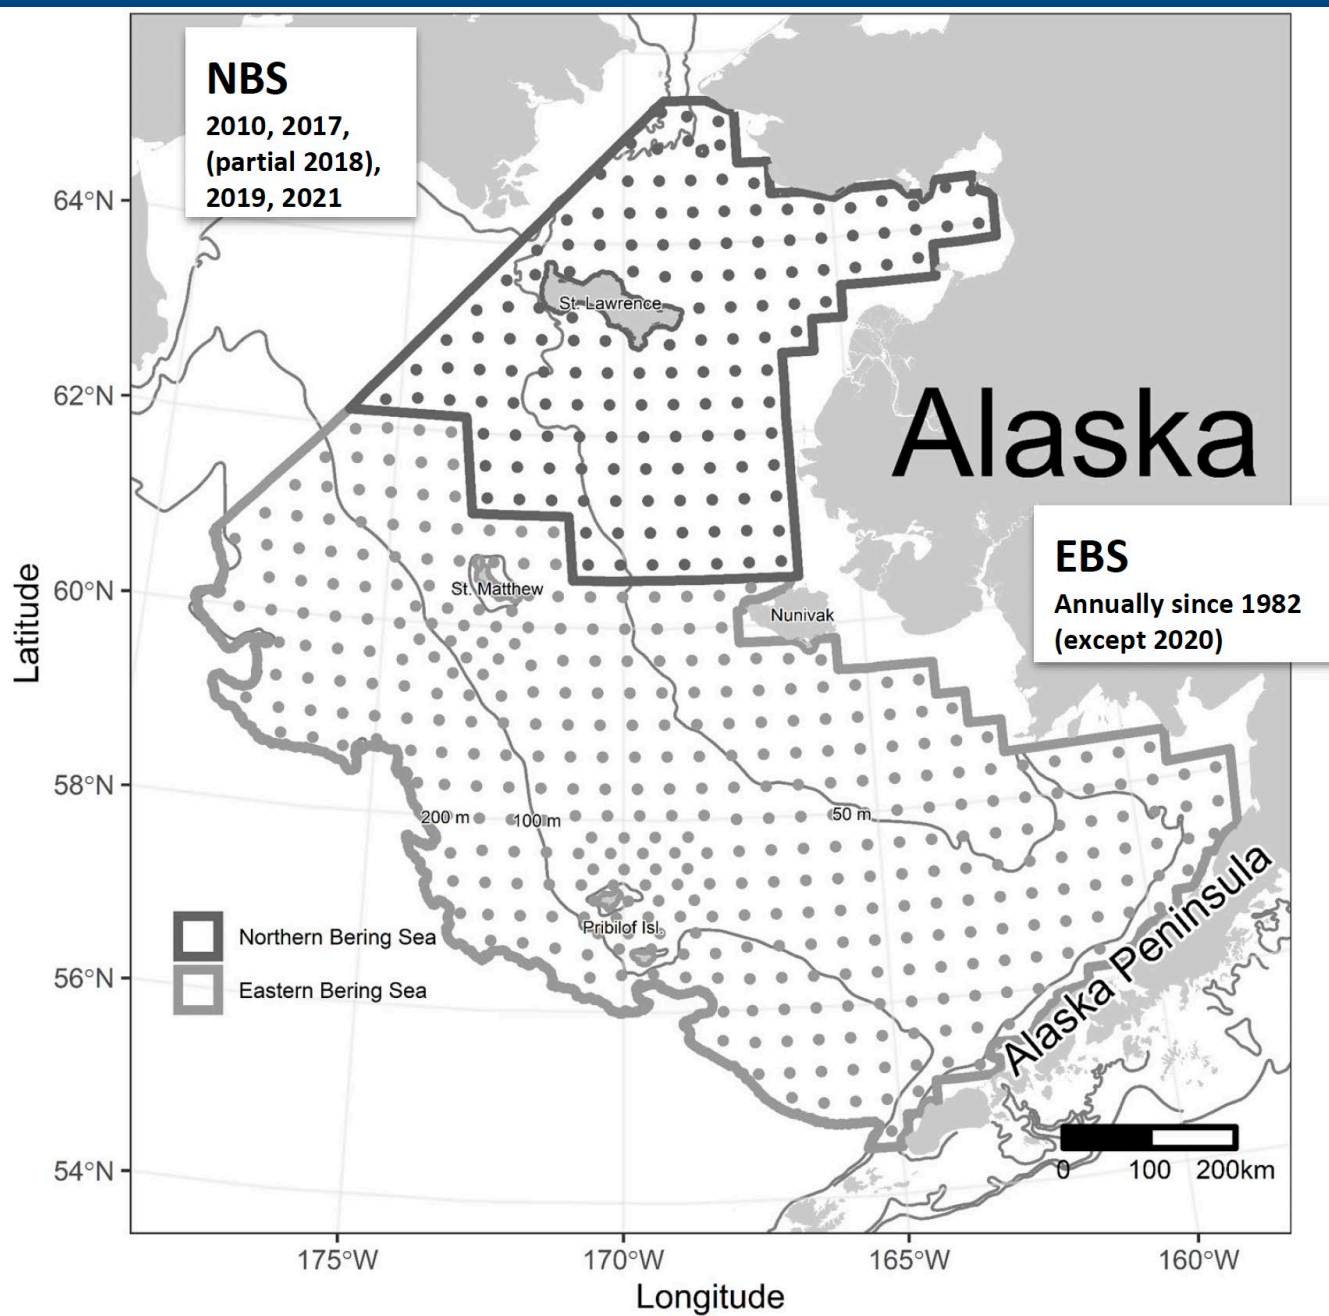 NBS
2010, 2017,
(partial 2018),
2019, 2021
64°N
62°N
60°N
58°N
56°N
54°N
Latitude
St. Lawrence
Alaska
EBS
Annually since 1982
(except 2020)
St. Matthew
Nunivak
200 m
100 m
50 m
Pribilof Isl.
Northern Bering Sea
Eastern Bering Sea
Alaska Peninsula
0 100 200km
175°W 170°W 165°W 160°W
Longitude